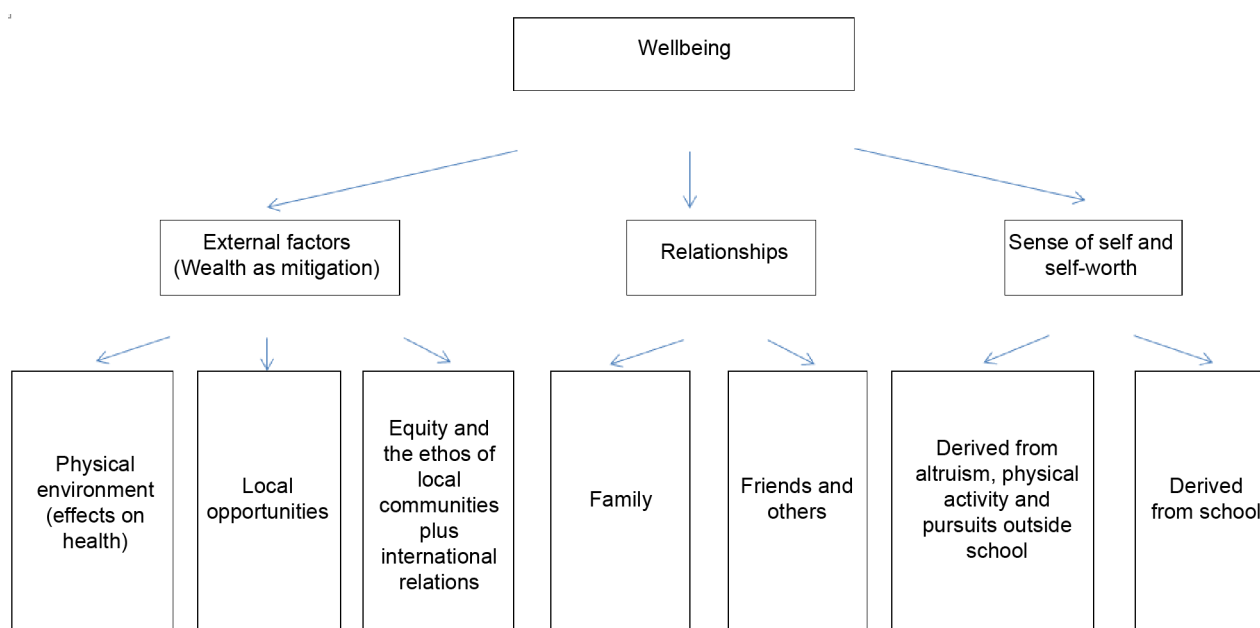 Wellbeing
External factors
(Wealth as mitigation)
Relationships
Sense of self and
self-worth
Physical
environment
(effects on
health)
Local
opportunities
Equity and
the ethos of
local
communities
plus
international
relations
Family
Friends and
others
Derived from
altruism, physical
activity and
pursuits outside
school
Derived
from school